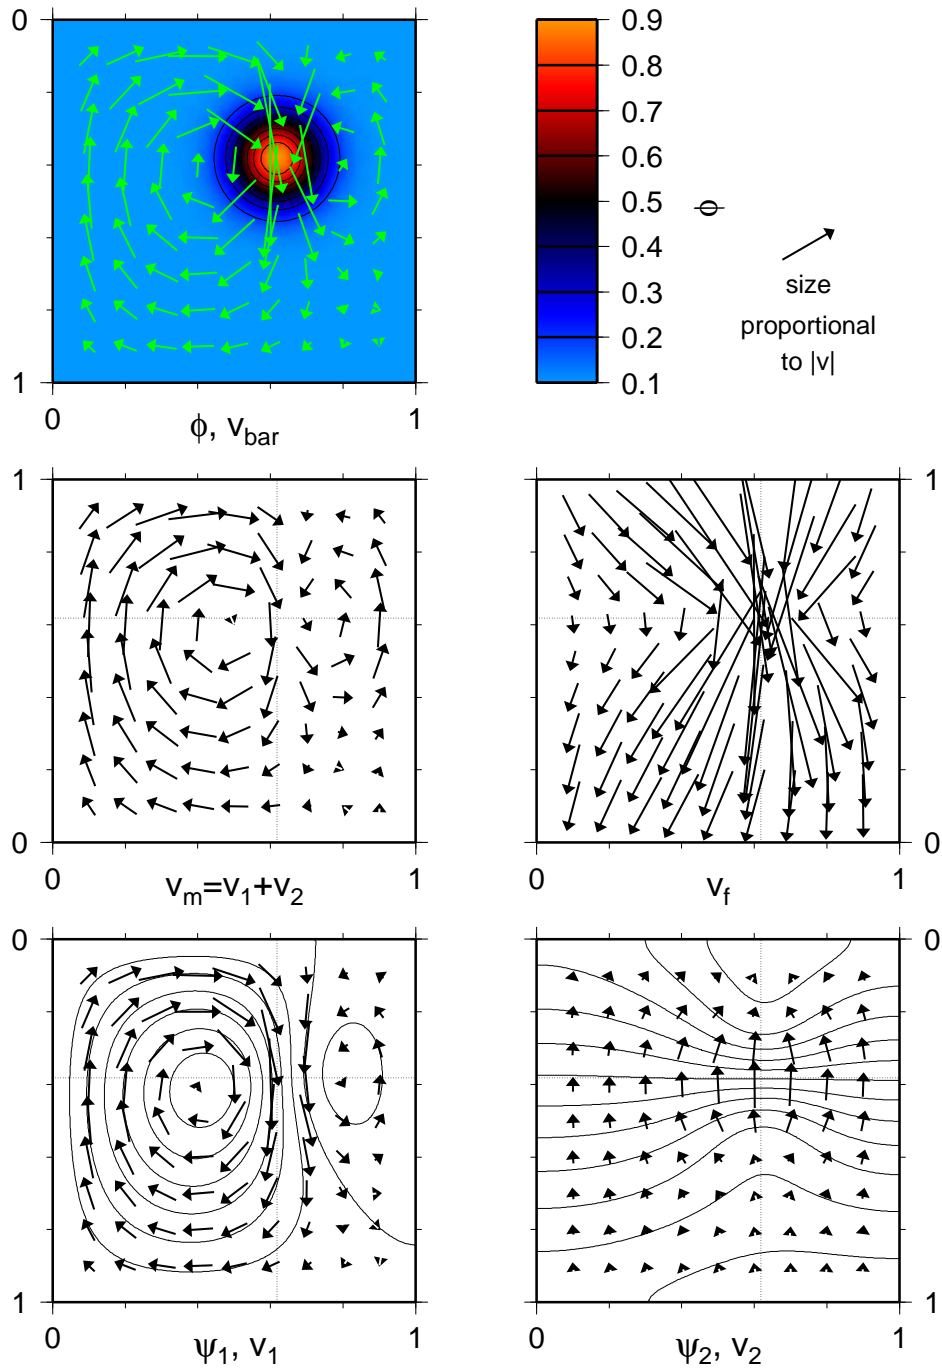 0
1
0 1
ϕ, v_bar
0.9
0.8
0.7
0.6
0.5
0.4
0.3
0.2
0.1
ϕ
size
proportional
to |v|
1
0
0 1
v_m=v_1+v_2
1
0
0 1
v_f
0
1
0 1
ψ_1, v_1
0
1
0 1
ψ_2, v_2